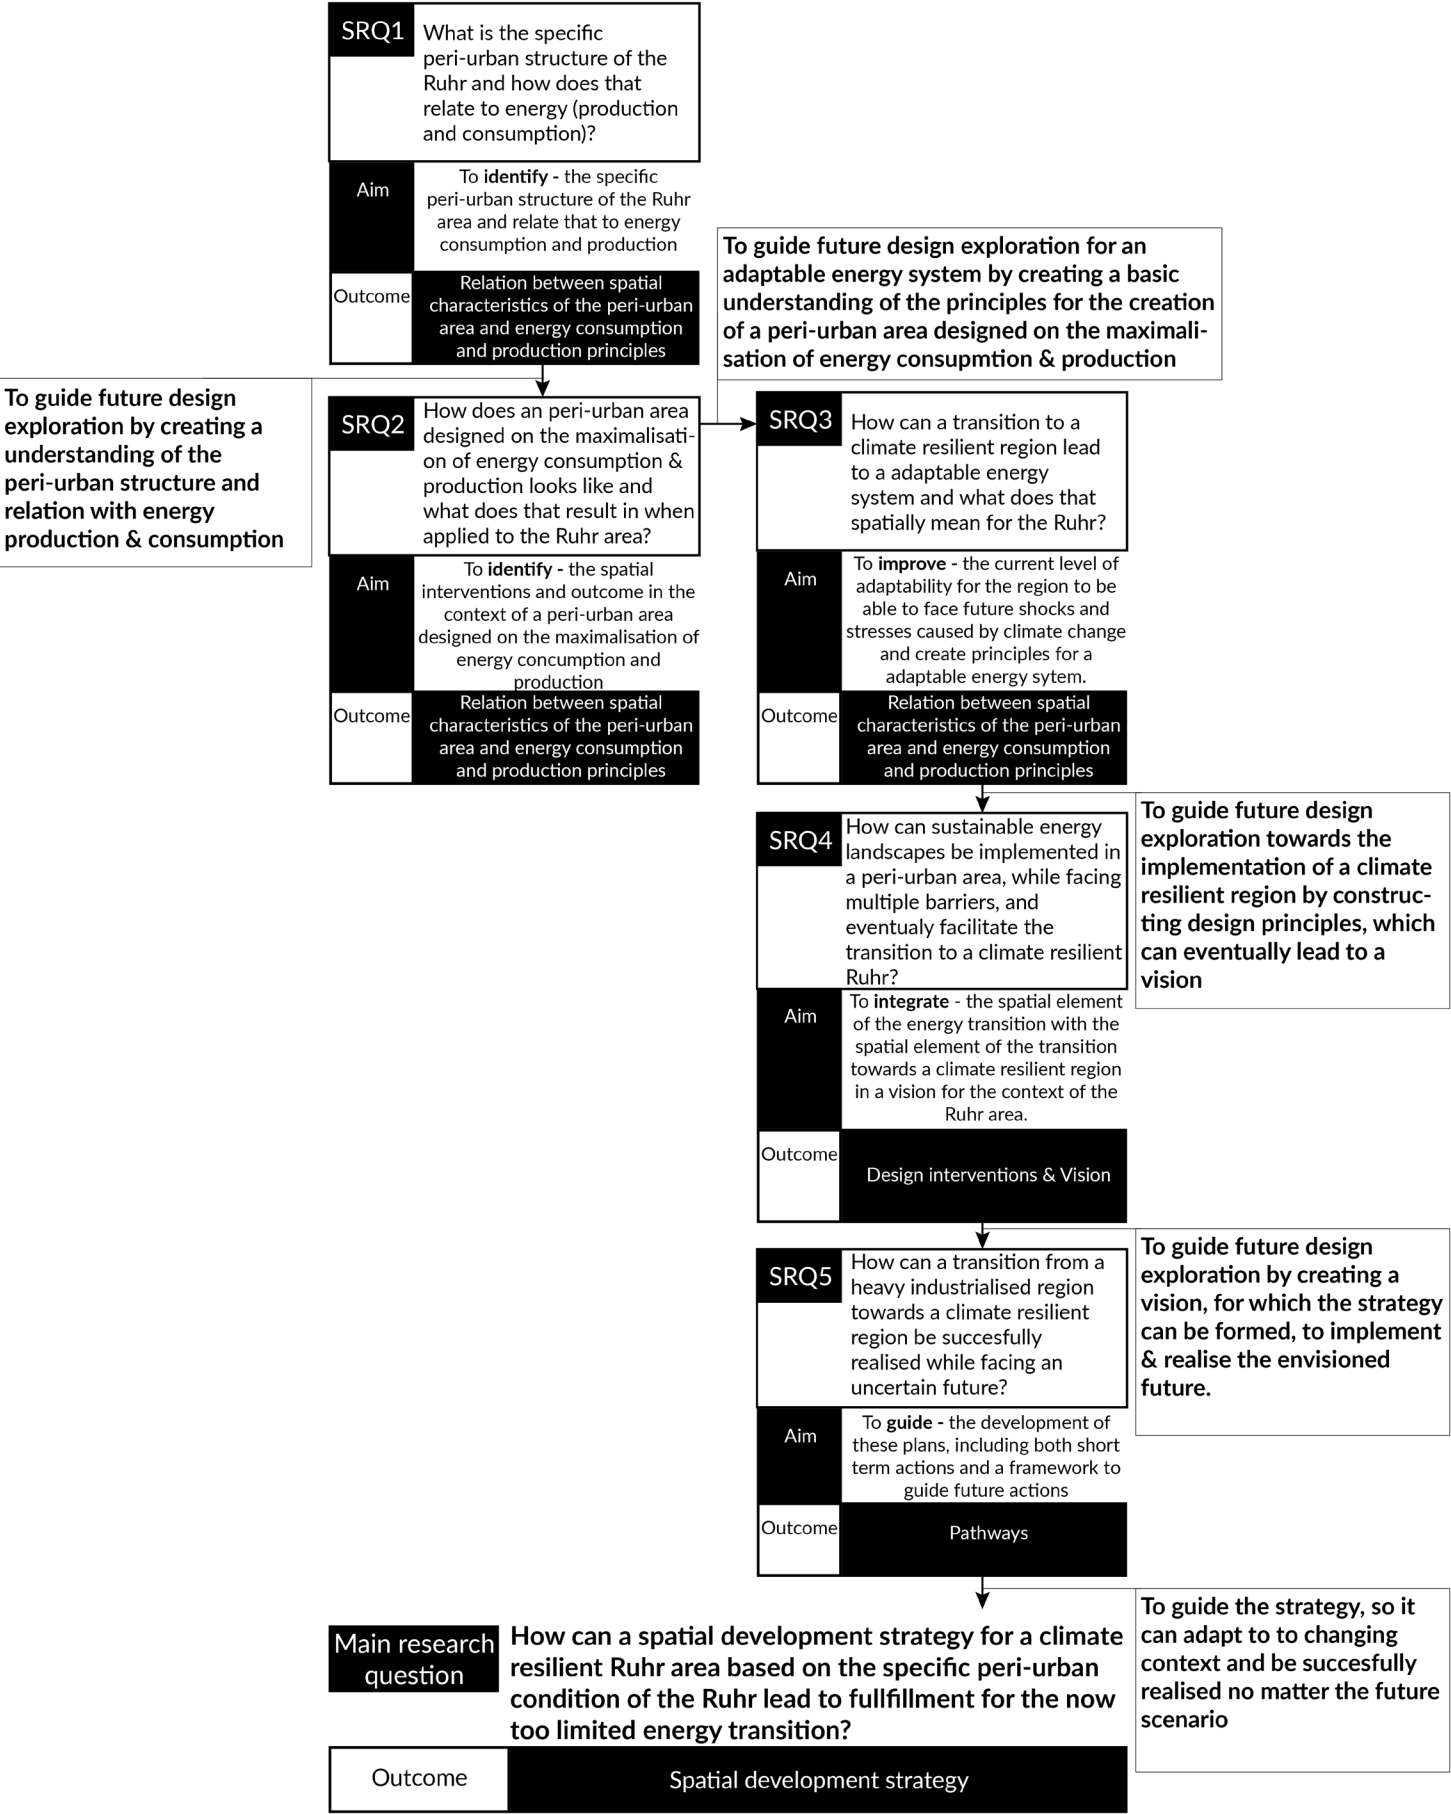 SRQ1
What is the specific
peri-urban structure of the
Ruhr and how does that
relate to energy (production
and consumption)?
Aim
To identify - the specific
peri-urban structure of the Ruhr
area and relate that to energy
consumption and production
Outcome
Relation between spatial
characteristics of the peri-urban
area and energy consumption
and production principles
To guide future design exploration for an
adaptable energy system by creating a basic
understanding of the principles for the creation
of a peri-urban area designed on the maximali-
sation of energy consupmtion & production
To guide future design
exploration by creating a
understanding of the
peri-urban structure and
relation with energy
production & consumption
SRQ2
How does an peri-urban area
designed on the maximalisati-
on of energy consumption &
production looks like and
what does that result in when
applied to the Ruhr area?
Aim
To identify - the spatial
interventions and outcome in the
context of a peri-urban area
designed on the maximalisation of
energy concumption and
production
Outcome
Relation between spatial
characteristics of the peri-urban
area and energy consumption
and production principles
SRQ3
How can a transition to a
climate resilient region lead
to a adaptable energy
system and what does that
spatially mean for the Ruhr?
Aim
To improve - the current level of
adaptability for the region to be
able to face future shocks and
stresses caused by climate change
and create principles for a
adaptable energy sytem.
Outcome
Relation between spatial
characteristics of the peri-urban
area and energy consumption
and production principles
To guide future design
exploration towards the
implementation of a climate
resilient region by construc-
ting design principles, which
can eventually lead to a
vision
SRQ4
How can sustainable energy
landscapes be implemented in
a peri-urban area, while facing
multiple barriers, and
eventualy facilitate the
transition to a climate resilient
Ruhr?
Aim
To integrate - the spatial element
of the energy transition with the
spatial element of the transition
towards a climate resilient region
in a vision for the context of the
Ruhr area.
Outcome
Design interventions & Vision
To guide future design
exploration by creating a
vision, for which the strategy
can be formed, to implement
& realise the envisioned
future.
SRQ5
How can a transition from a
heavy industrialised region
towards a climate resilient
region be succesfully
realised while facing an
uncertain future?
Aim
To guide - the development of
these plans, including both short
term actions and a framework to
guide future actions
Outcome
Pathways
To guide the strategy, so it
can adapt to to changing
context and be succesfully
realised no matter the future
scenario
Main research
question
How can a spatial development strategy for a climate
resilient Ruhr area based on the specific peri-urban
condition of the Ruhr lead to fullfillment for the now
too limited energy transition?
Outcome
Spatial development strategy